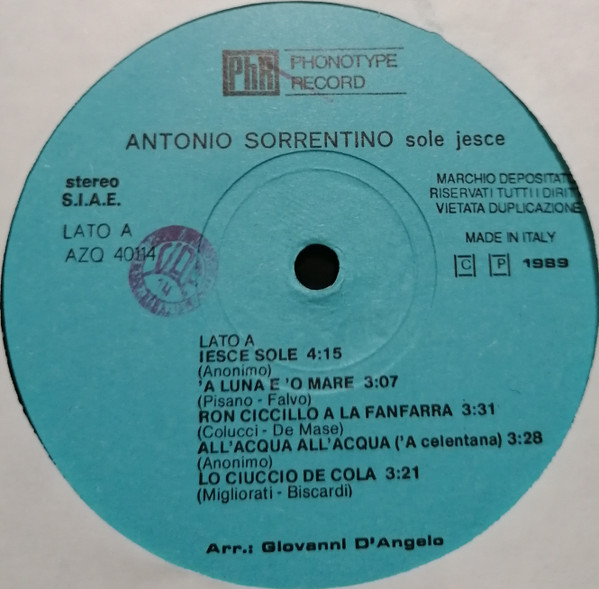 PhR
PHONOTYPE
RECORD
ANTONIO SORRENTINO sole jesce
stereo
S.I.A.E.
LATO A
AZQ 40114
MARCHIO DEPOSITATO
RISERVATI TUTTI I DIRIT
VIETATA DUPLICAZIONE
MADE IN ITALY
C P 1989
LATO A
IESCE SOLE 4:15
(Anonimo)
'A LUNA E 'O MARE 3:07
(Pisano - Falvo)
RON CICCILLO A LA FANFARRA 3:31
(Colucci - De Mase)
ALL'ACQUA ALL'ACQUA ('A celentana) 3:28
(Anonimo)
LO CIUCCIO DE COLA 3:21
(Migliorati - Biscardi)
Arr.: Giovanni D'Angelo